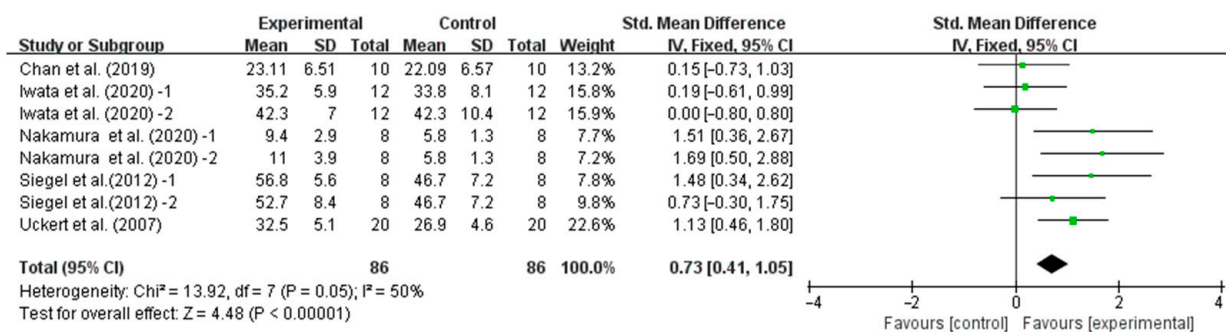 Experimental Control Std. Mean Difference Std. Mean Difference
Study or Subgroup Mean SD Total Mean SD Total Weight IV, Fixed, 95% CI IV, Fixed, 95% CI
Chan et al. (2019) 23.11 6.51 10 22.09 6.57 10 13.2% 0.15 [–0.73, 1.03]
Iwata et al. (2020) -1 35.2 5.9 12 33.8 8.1 12 15.8% 0.19 [–0.61, 0.99]
Iwata et al. (2020) -2 42.3 7 12 42.3 10.4 12 15.9% 0.00 [–0.80, 0.80]
Nakamura et al. (2020) -1 9.4 2.9 8 5.8 1.3 8 7.7% 1.51 [0.36, 2.67]
Nakamura et al. (2020) -2 11 3.9 8 5.8 1.3 8 7.2% 1.69 [0.50, 2.88]
Siegel et al.(2012) -1 56.8 5.6 8 46.7 7.2 8 7.8% 1.48 [0.34, 2.62]
Siegel et al.(2012) -2 52.7 8.4 8 46.7 7.2 8 9.8% 0.73 [–0.30, 1.75]
Uckert et al. (2007) 32.5 5.1 20 26.9 4.6 20 22.6% 1.13 [0.46, 1.80]
Total (95% CI) 86 86 100.0% 0.73 [0.41, 1.05]
Heterogeneity: Chi² = 13.92, df = 7 (P = 0.05); I² = 50%
Test for overall effect: Z = 4.48 (P < 0.00001)
–4 –2 0 2 4
Favours [control] Favours [experimental]